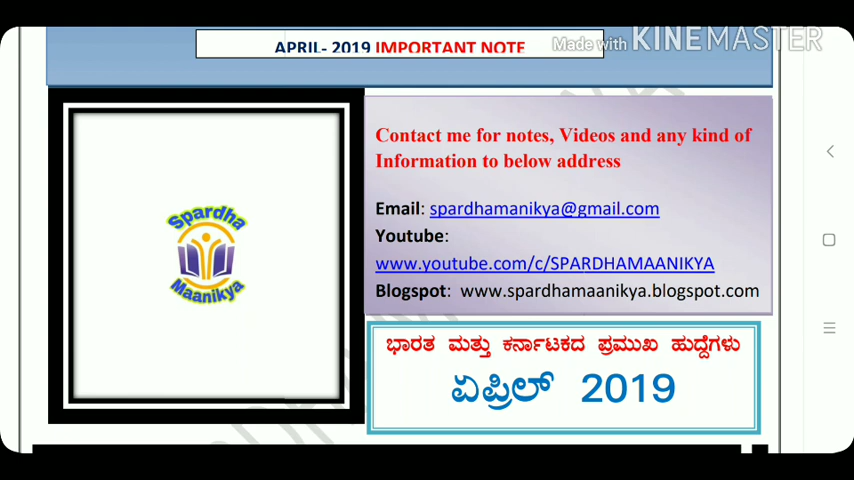 APRIL- 2019 IMPORTANT NOTE
Made with KINEMASTER
Contact me for notes, Videos and any kind of
Information to below address
Email: spardhamanikya@gmail.com
Youtube:
www.youtube.com/c/SPARDHAMAANIKYA
Blogspot: www.spardhamaanikya.blogspot.com
Spardha
Maanikya
ಭಾರತ ಮತ್ತು ಕರ್ನಾಟಕದ ಪ್ರಮುಖ ಹುದ್ದೆಗಳು
ಏಪ್ರಿಲ್ 2019